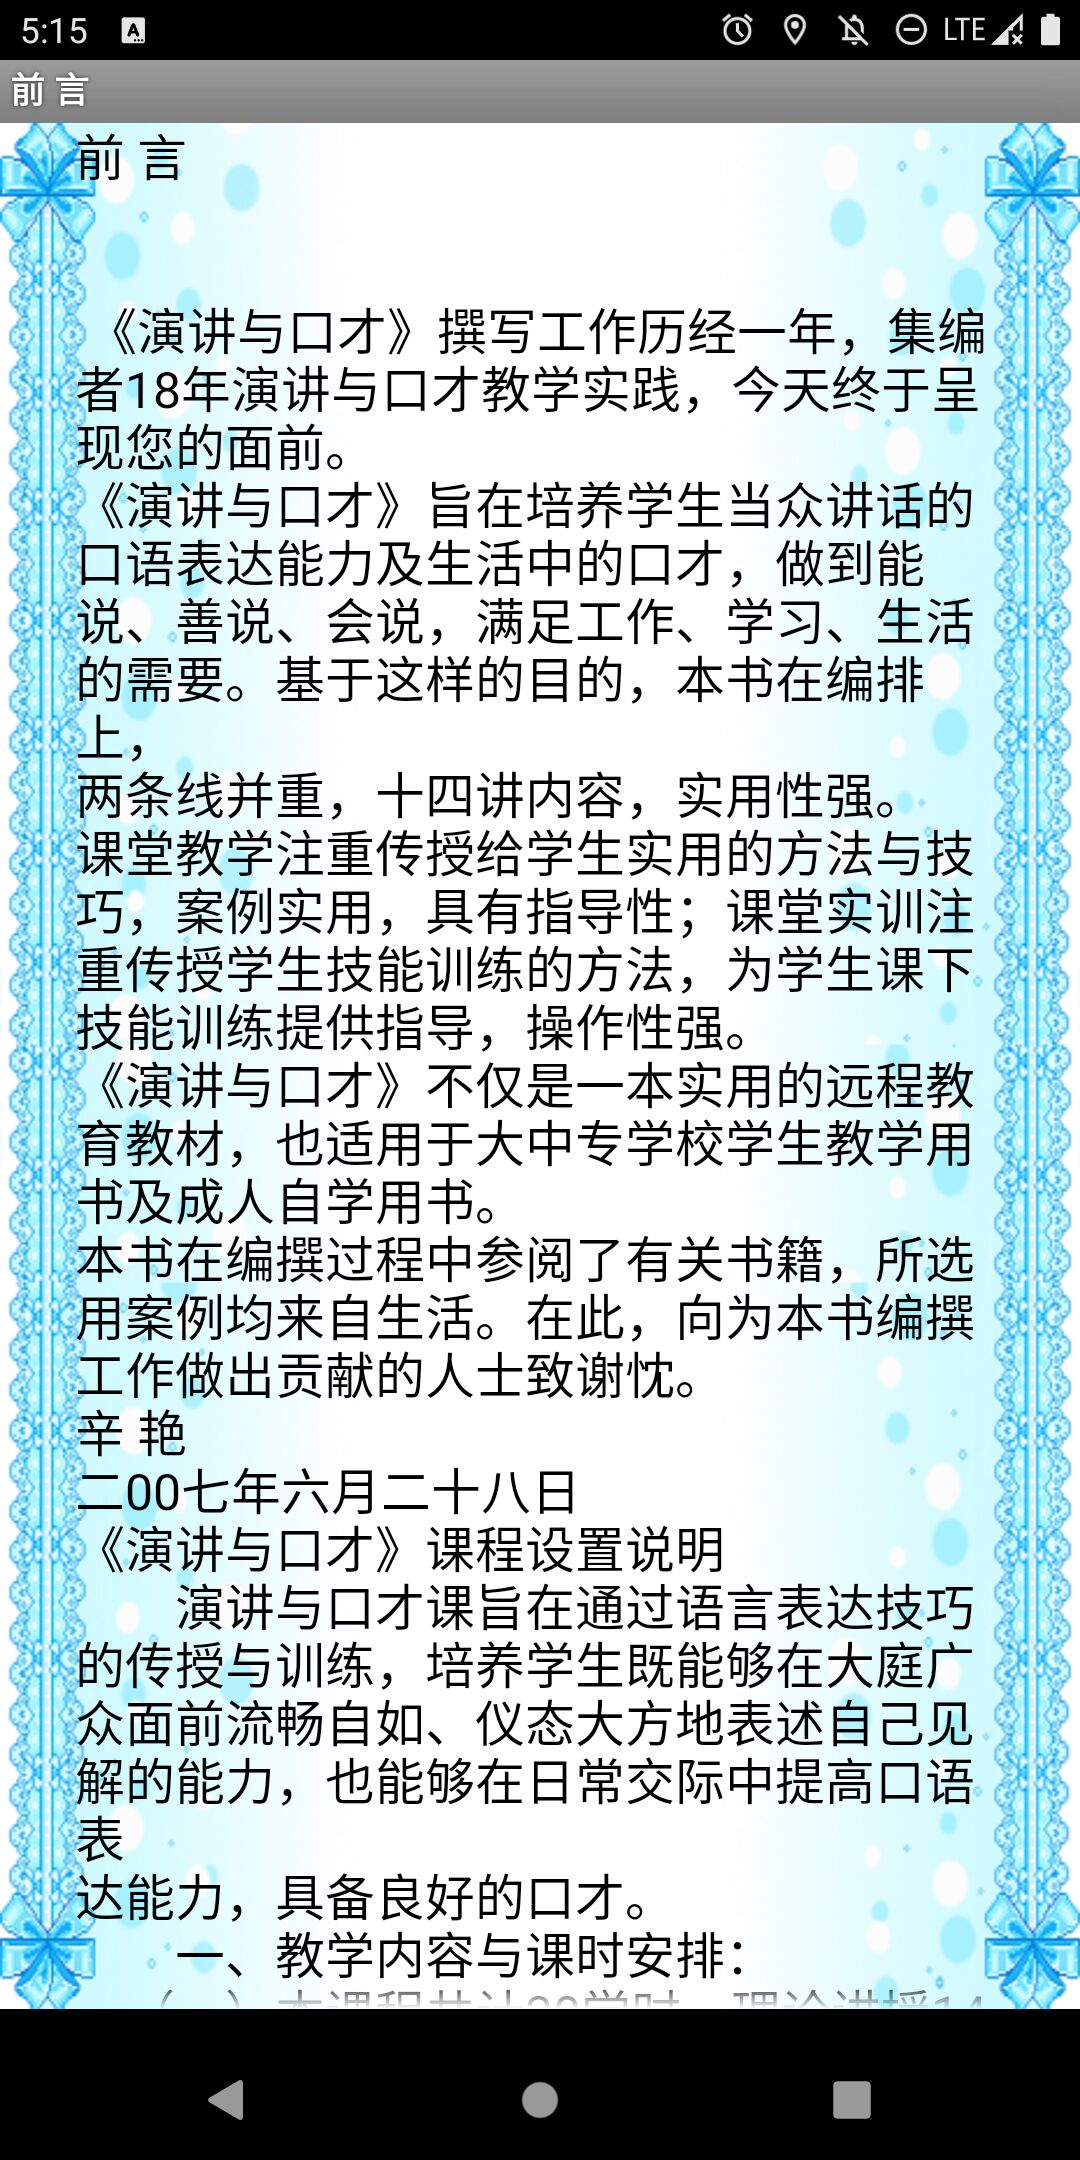 5:15
LTE
前 言
前 言
《演讲与口才》撰写工作历经一年，集编
者18年演讲与口才教学实践，今天终于呈
现您的面前。
《演讲与口才》旨在培养学生当众讲话的
口语表达能力及生活中的口才，做到能
说、善说、会说，满足工作、学习、生活
的需要。基于这样的目的，本书在编排
上，
两条线并重，十四讲内容，实用性强。
课堂教学注重传授给学生实用的方法与技
巧，案例实用，具有指导性；课堂实训注
重传授学生技能训练的方法，为学生课下
技能训练提供指导，操作性强。
《演讲与口才》不仅是一本实用的远程教
育教材，也适用于大中专学校学生教学用
书及成人自学用书。
本书在编撰过程中参阅了有关书籍，所选
用案例均来自生活。在此，向为本书编撰
工作做出贡献的人士致谢忱。
辛 艳
二00七年六月二十八日
《演讲与口才》课程设置说明
演讲与口才课旨在通过语言表达技巧
的传授与训练，培养学生既能够在大庭广
众面前流畅自如、仪态大方地表述自己见
解的能力，也能够在日常交际中提高口语
表
达能力，具备良好的口才。
一、教学内容与课时安排：